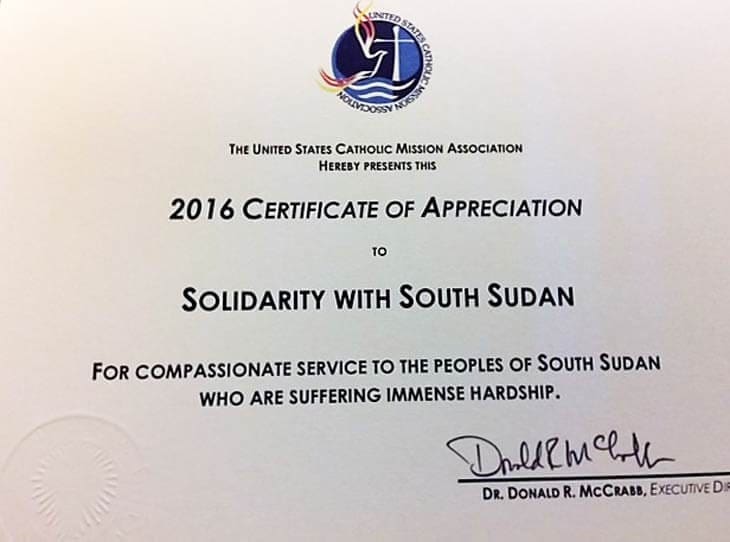 UNITED STATES CATHOLIC MISSION ASSOCIATION
THE UNITED STATES CATHOLIC MISSION ASSOCIATION
HEREBY PRESENTS THIS
2016 CERTIFICATE OF APPRECIATION
TO
SOLIDARITY WITH SOUTH SUDAN
FOR COMPASSIONATE SERVICE TO THE PEOPLES OF SOUTH SUDAN
WHO ARE SUFFERING IMMENSE HARDSHIP.
Donald R McCrabb
DR. DONALD R. MCCRABB, EXECUTIVE DIR